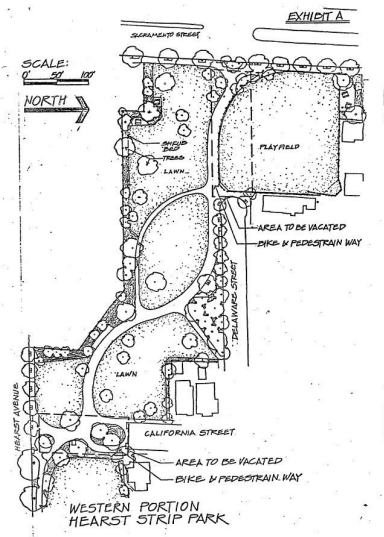 EXHIBIT A
SACRAMENTO STREET
SCALE:
0' 50' 100'
NORTH
SHRUB
BED
TREES
LAWN
PLAYFIELD
AREA TO BE VACATED
BIKE & PEDESTRAIN WAY
DELAWARE STREET
LAWN
HEARST AVENUE
CALIFORNIA STREET
AREA TO BE VACATED
BIKE & PEDESTRAIN WAY
WESTERN PORTION
HEARST STRIP PARK